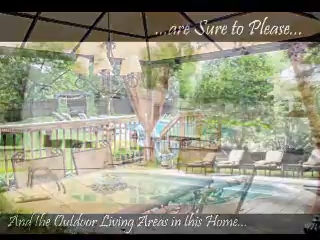 ...are Sure to Please...
And the Outdoor Living Areas in this Home...